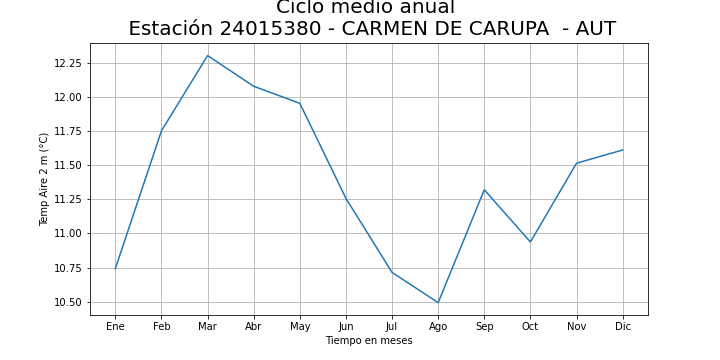 Ciclo medio anual
Estación 24015380 - CARMEN DE CARUPA  - AUT
Temp Aire 2 m (°C)
12.25
12.00
11.75
11.50
11.25
11.00
10.75
10.50
Ene Feb Mar Abr May Jun Jul Ago Sep Oct Nov Dic
Tiempo en meses